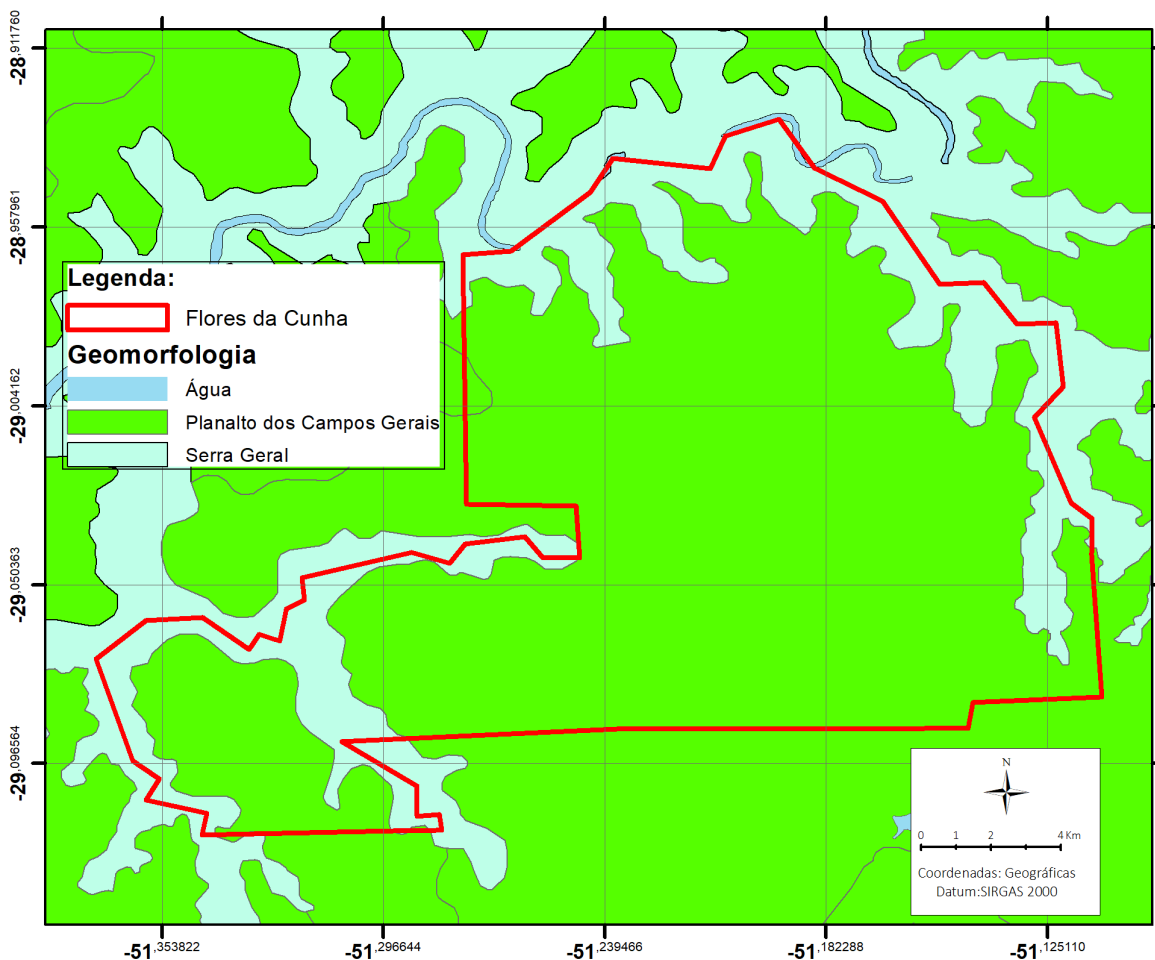 -28,911760
-28,957961
-29,004162
-29,050363
-29,096564
Legenda:
Flores da Cunha
Geomorfologia
Água
Planalto dos Campos Gerais
Serra Geral
N
0 1 2 4 Km
Coordenadas: Geográficas
Datum:SIRGAS 2000
-51,353822 -51,296644 -51,239466 -51,182288 -51,125110